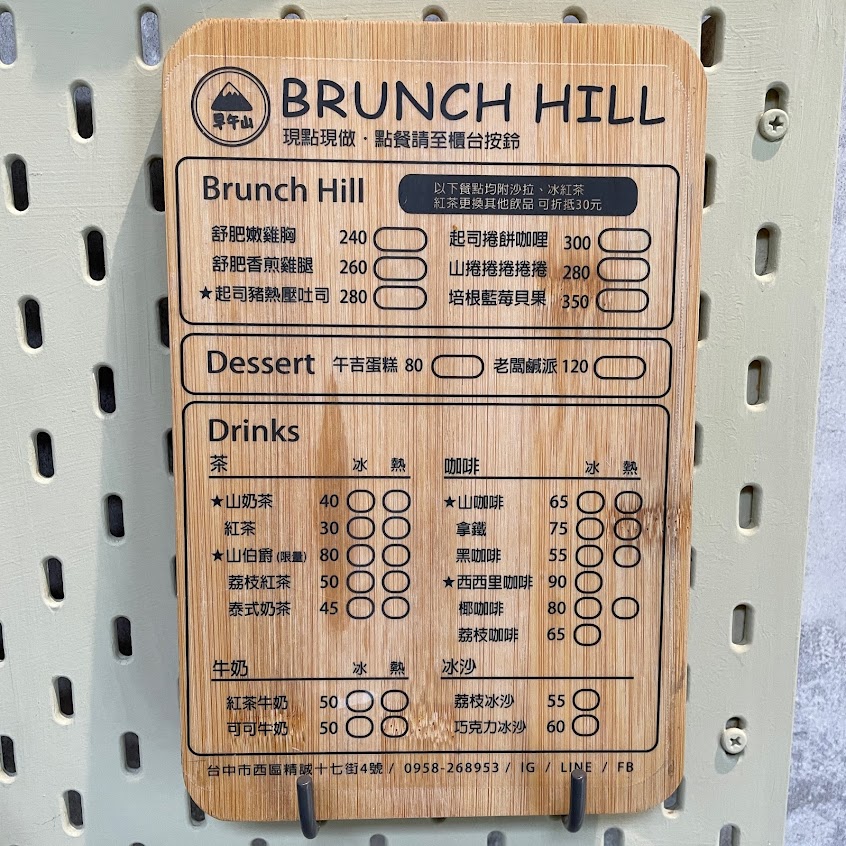 早午山
BRUNCH HILL
現點現做・點餐請至櫃台按鈴
Brunch Hill
以下餐點均附沙拉、冰紅茶
紅茶更換其他飲品 可折抵30元
舒肥嫩雞胸 240
舒肥香煎雞腿 260
★起司豬熱壓吐司 280
起司捲餅咖哩 300
山捲捲捲捲捲 280
培根藍莓貝果 350
Dessert 午吉蛋糕 80 老闆鹹派 120
Drinks
茶 冰 熱
★山奶茶 40
紅茶 30
★山伯爵(限量) 80
荔枝紅茶 50
泰式奶茶 45
咖啡 冰 熱
★山咖啡 65
拿鐵 75
黑咖啡 55
★西西里咖啡 90
椰咖啡 80
荔枝咖啡 65
牛奶 冰 熱
紅茶牛奶 50
可可牛奶 50
冰沙
荔枝冰沙 55
巧克力冰沙 60
台中市西區精誠十七街4號 / 0958-268953 / IG / LINE / FB